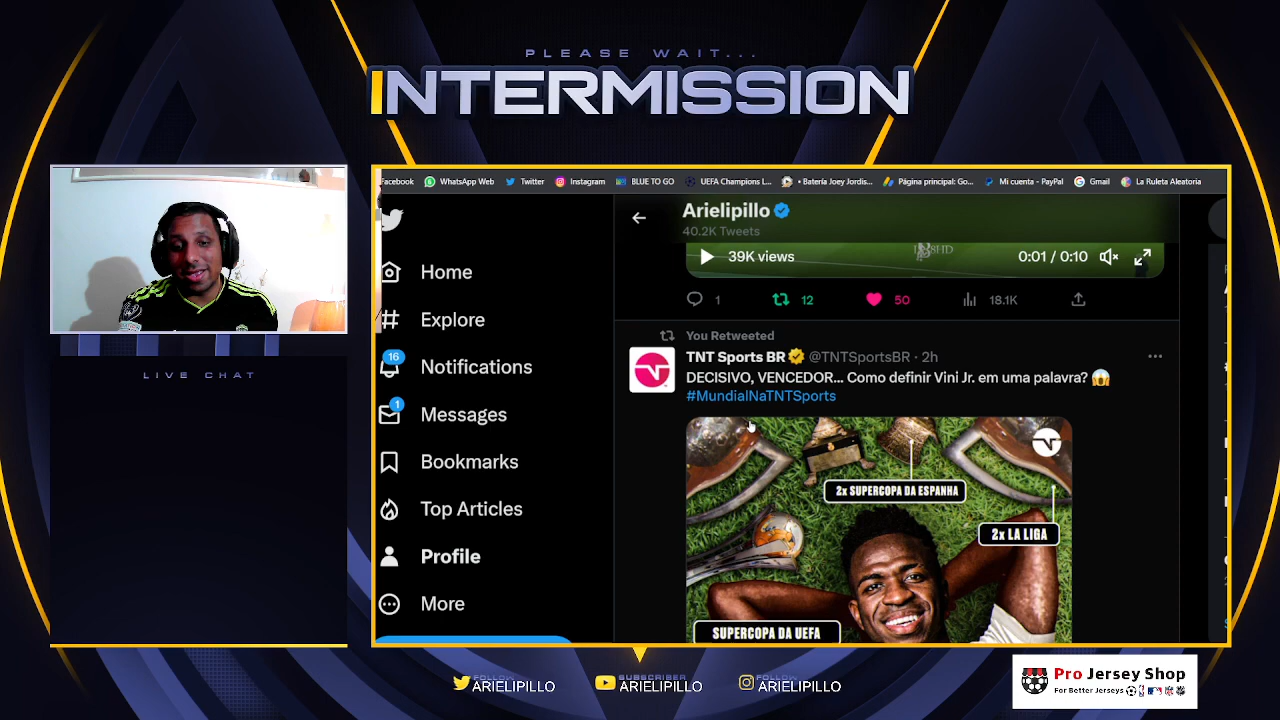 PLEASE WAIT...
INTERMISSION
Facebook
WhatsApp Web
Twitter
Instagram
BLUE TO GO
UEFA Champions L...
• Batería Joey Jordis...
Página principal: Go...
Mi cuenta - PayPal
Gmail
La Ruleta Aleatoria
Arielipillo
40.2K Tweets
39K views
0:01 / 0:10
1
12
50
18.1K
Home
Explore
16
Notifications
1
Messages
Bookmarks
Top Articles
Profile
More
You Retweeted
TNT Sports BR @TNTSportsBR · 2h
DECISIVO, VENCEDOR... Como definir Vini Jr. em uma palavra? 😱
#MundialNaTNTSports
2x SUPERCOPA DA ESPANHA
2x LA LIGA
SUPERCOPA DA UEFA
LIVE CHAT
FOLLOW
ARIELIPILLO
SUBSCRIBER
ARIELIPILLO
FOLLOW
ARIELIPILLO
Pro Jersey Shop
For Better Jerseys